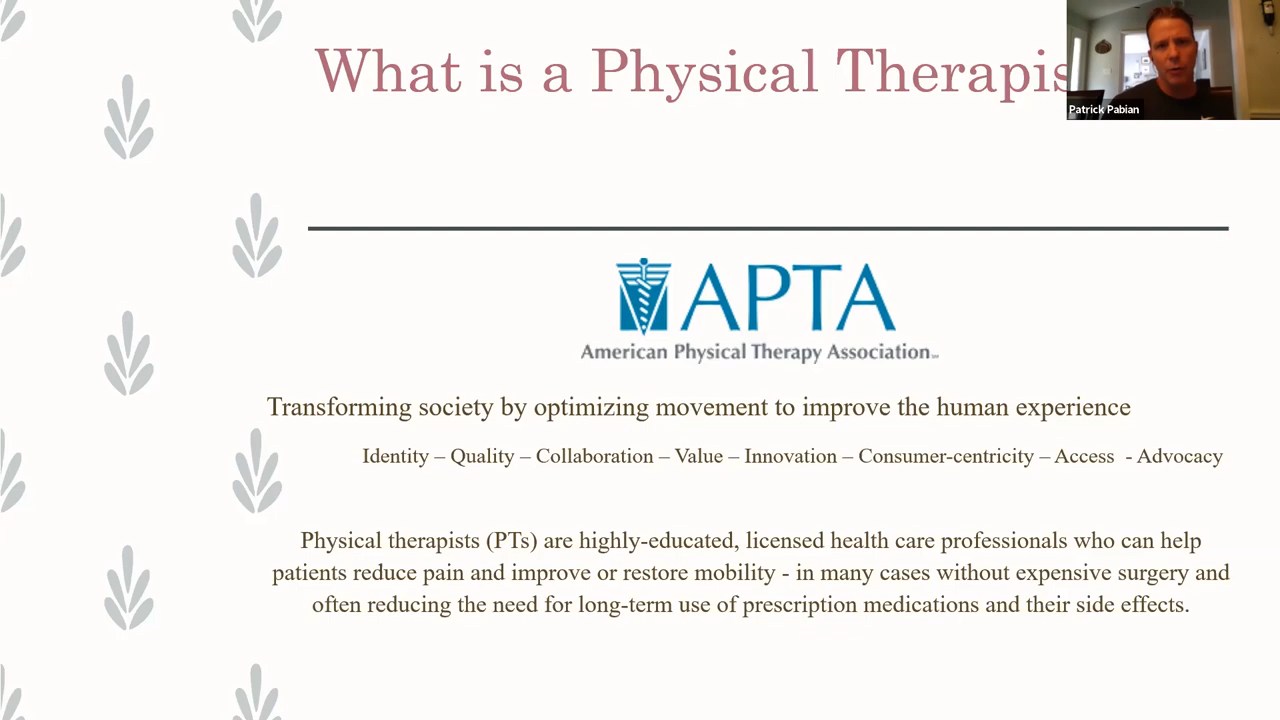 What is a Physical Therapis
Patrick Pabian
APTA
American Physical Therapy Association
Transforming society by optimizing movement to improve the human experience
Identity – Quality – Collaboration – Value – Innovation – Consumer-centricity – Access - Advocacy
Physical therapists (PTs) are highly-educated, licensed health care professionals who can help
patients reduce pain and improve or restore mobility - in many cases without expensive surgery and
often reducing the need for long-term use of prescription medications and their side effects.